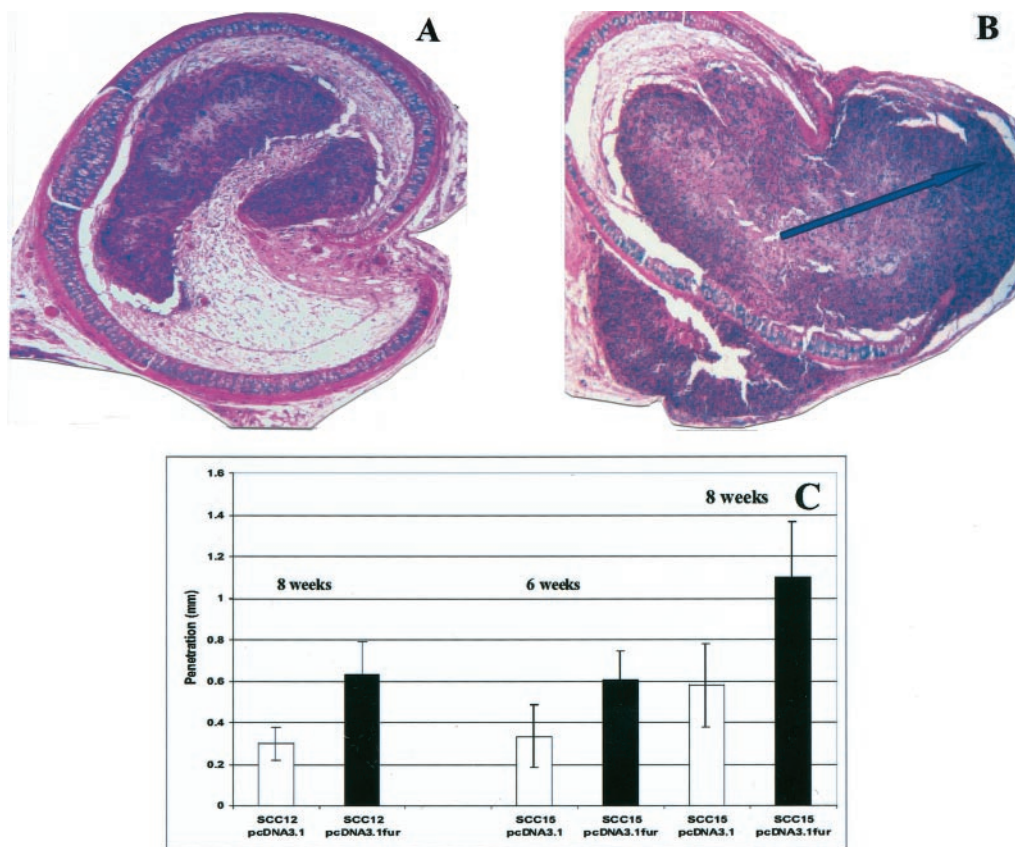 A
B
C
1.6
1.4
1.2
1
0.8
0.6
0.4
0.2
0
Penetration (mm)
8 weeks
6 weeks
8 weeks
SCC12
pcDNA3.1
SCC12
pcDNA3.1fur
SCC15
pcDNA3.1
SCC15
pcDNA3.1fur
SCC15
pcDNA3.1
SCC15
pcDNA3.1fur